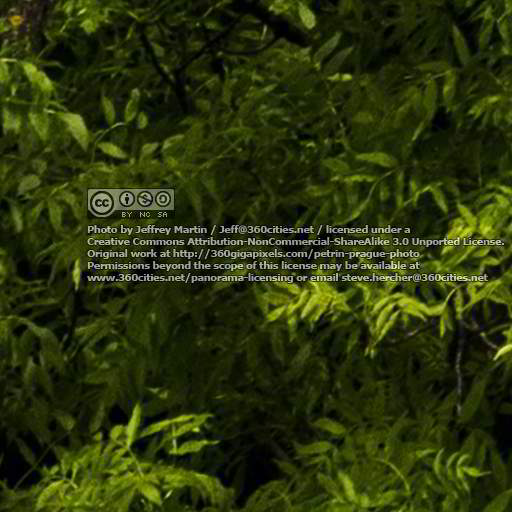 cc
BY NC SA
Photo by Jeffrey Martin / Jeff@360cities.net / licensed under a
Creative Commons Attribution-NonCommercial-ShareAlike 3.0 Unported License.
Original work at http://360gigapixels.com/petrin-prague-photo
Permissions beyond the scope of this license may be available at
www.360cities.net/panorama-licensing or email steve.hercher@360cities.net